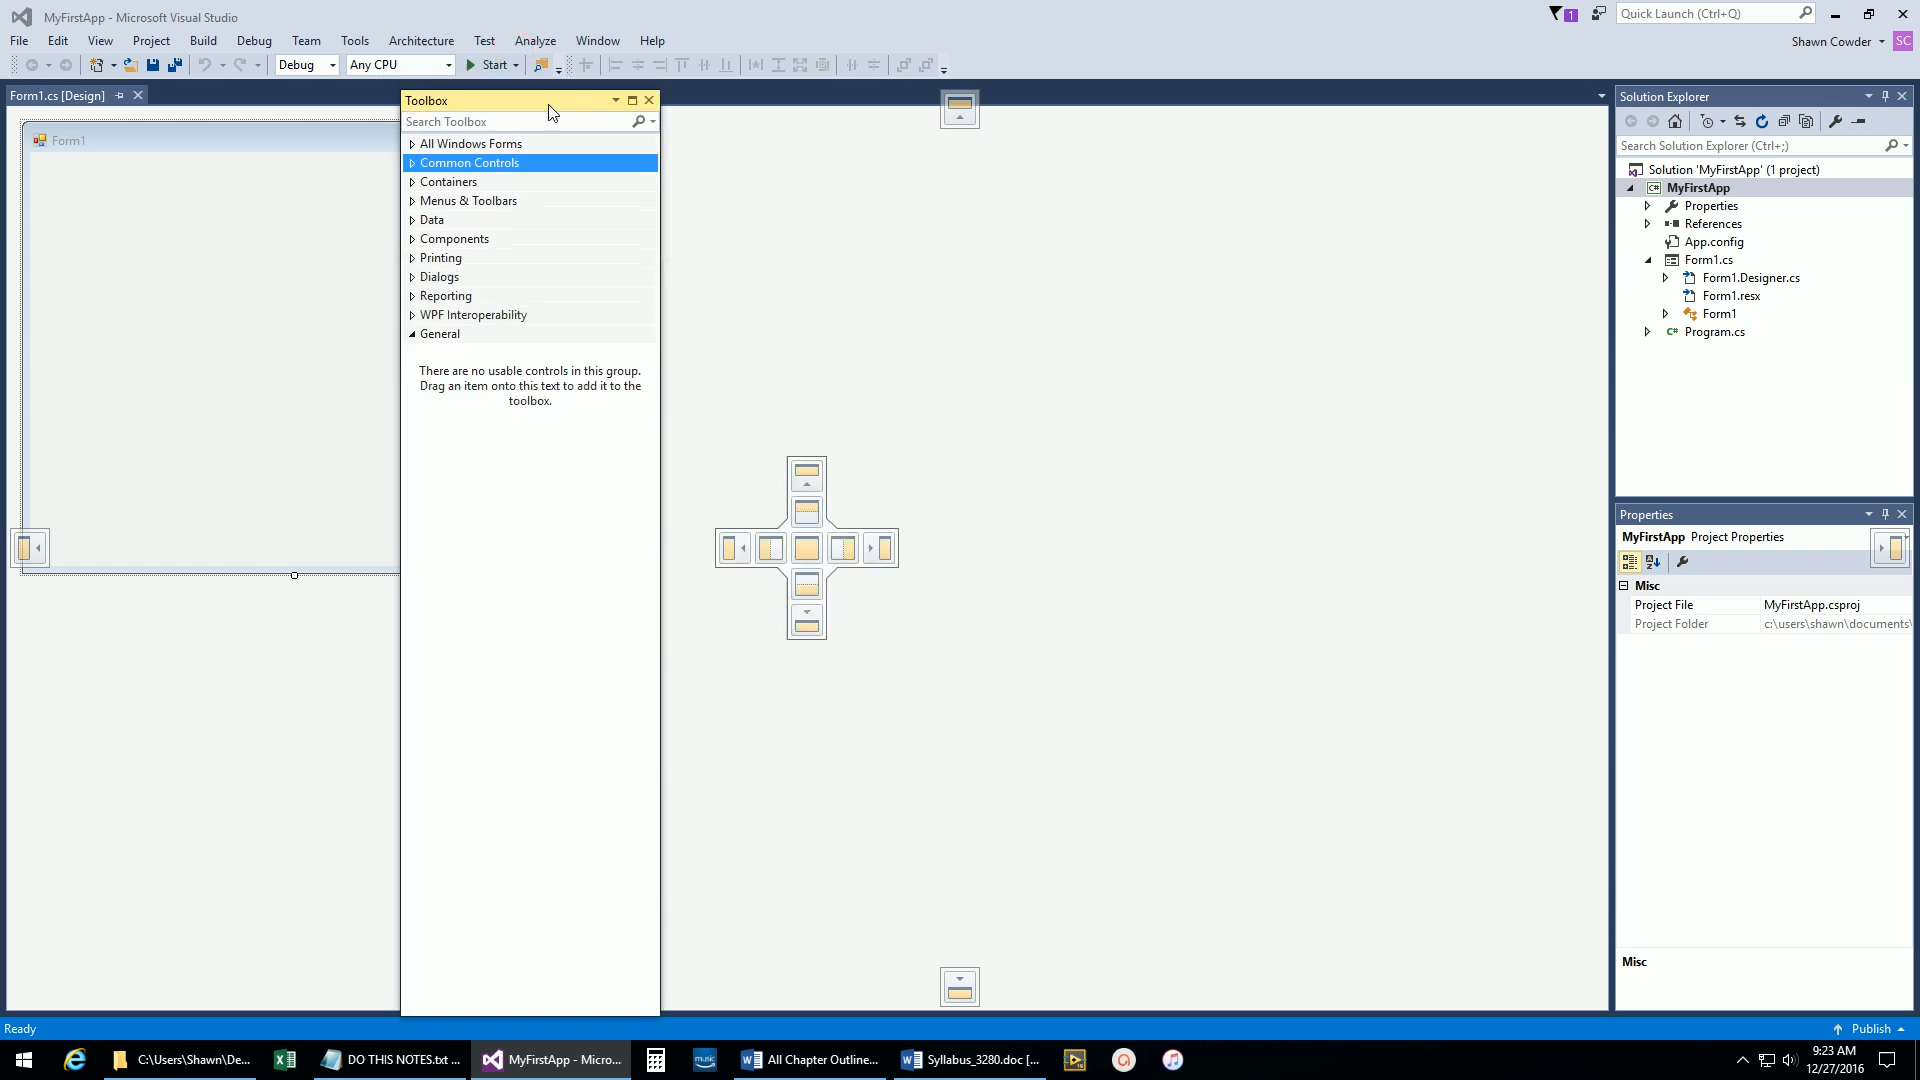 MyFirstApp - Microsoft Visual Studio
1
Quick Launch (Ctrl+Q)
File Edit View Project Build Debug Team Tools Architecture Test Analyze Window Help
Shawn Cowder SC
Debug Any CPU Start
Form1.cs [Design]
Form1
Toolbox
Search Toolbox
All Windows Forms
Common Controls
Containers
Menus & Toolbars
Data
Components
Printing
Dialogs
Reporting
WPF Interoperability
General
There are no usable controls in this group.
Drag an item onto this text to add it to the
toolbox.
Solution Explorer
Search Solution Explorer (Ctrl+;)
Solution 'MyFirstApp' (1 project)
C# MyFirstApp
Properties
References
App.config
Form1.cs
Form1.Designer.cs
Form1.resx
Form1
C# Program.cs
Properties
MyFirstApp Project Properties
Misc
Project File MyFirstApp.csproj
Project Folder c:\users\shawn\documents\
Misc
Ready
Publish
C:\Users\Shawn\De...
DO THIS NOTES.txt ...
MyFirstApp - Micro...
music
All Chapter Outline...
Syllabus_3280.doc [...
9:23 AM
12/27/2016